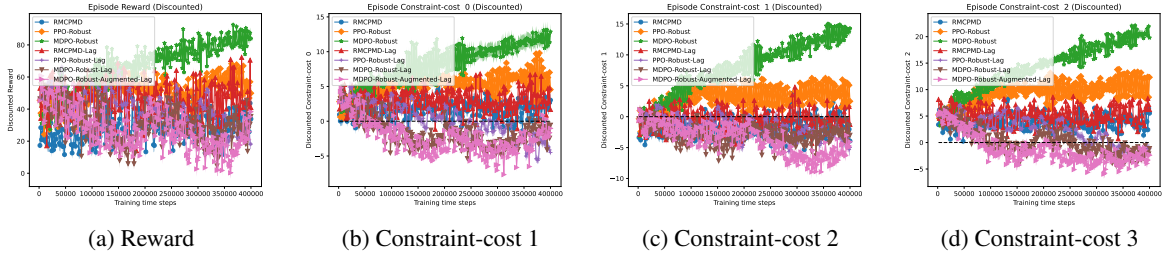 Episode Reward (Discounted)
Discounted Reward
80
60
40
20
0
RMCPMD
PPO-Robust
MDPO-Robust
RMCPMD-Lag
PPO-Robust-Lag
MDPO-Robust-Lag
MDPO-Robust-Augmented-Lag
0 50000 100000 150000 200000 250000 300000 350000 400000
Training time steps
(a) Reward
Episode Constraint-cost 0 (Discounted)
Discounted Constraint-cost 0
15
10
5
0
−5
RMCPMD
PPO-Robust
MDPO-Robust
RMCPMD-Lag
PPO-Robust-Lag
MDPO-Robust-Lag
MDPO-Robust-Augmented-Lag
0 50000 100000 150000 200000 250000 300000 350000 400000
Training time steps
(b) Constraint-cost 1
Episode Constraint-cost 1 (Discounted)
Discounted Constraint-cost 1
15
10
5
0
−5
−10
RMCPMD
PPO-Robust
MDPO-Robust
RMCPMD-Lag
PPO-Robust-Lag
MDPO-Robust-Lag
MDPO-Robust-Augmented-Lag
0 50000 100000 150000 200000 250000 300000 350000 400000
Training time steps
(c) Constraint-cost 2
Episode Constraint-cost 2 (Discounted)
Discounted Constraint-cost 2
20
15
10
5
0
−5
RMCPMD
PPO-Robust
MDPO-Robust
RMCPMD-Lag
PPO-Robust-Lag
MDPO-Robust-Lag
MDPO-Robust-Augmented-Lag
0 50000 100000 150000 200000 250000 300000 350000 400000
Training time steps
(d) Constraint-cost 3